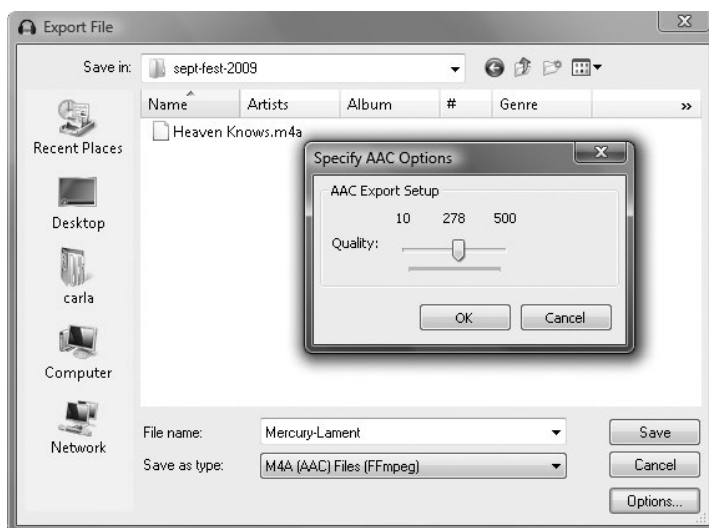 Export File
Save in:
sept-fest-2009
Name Artists Album # Genre »
Heaven Knows.m4a
Recent Places
Desktop
carla
Computer
Network
Specify AAC Options
AAC Export Setup
10 278 500
Quality:
OK Cancel
File name: Mercury-Lament Save
Save as type: M4A (AAC) Files (FFmpeg) Cancel
Options...